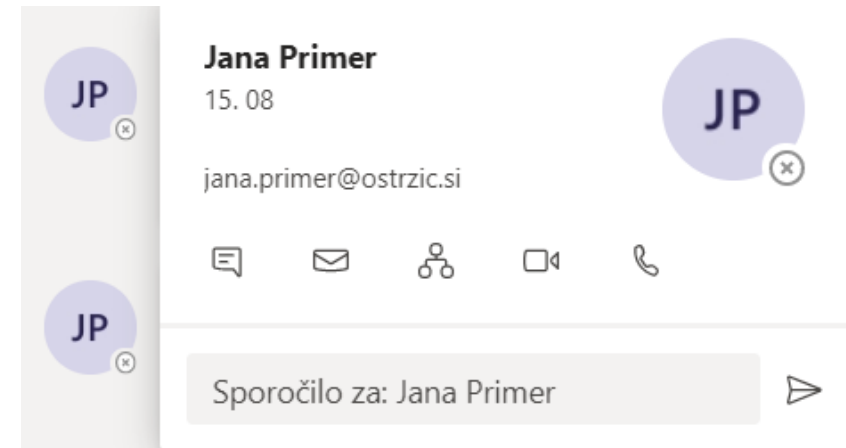 JP
JP
Jana Primer
15. 08
JP
jana.primer@ostrzic.si
Sporočilo za: Jana Primer